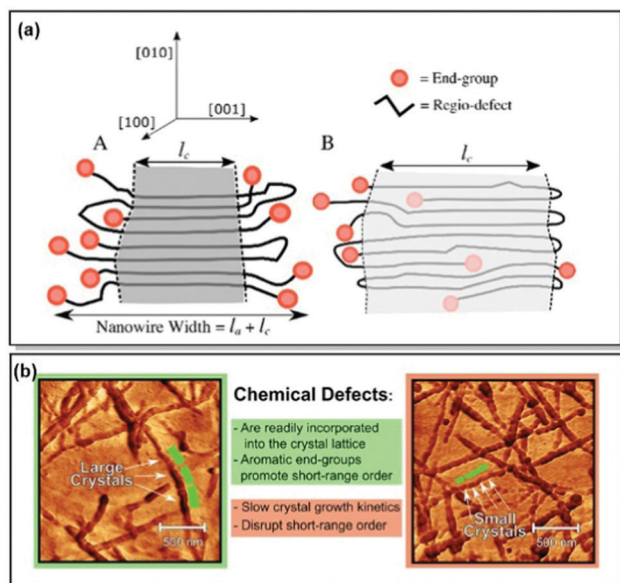 (a)
[010]
[001]
[100]
= End-group
= Regio-defect
A
B
l_c
l_c
Nanowire Width = l_a + l_c
(b)
Chemical Defects:
- Are readily incorporated
into the crystal lattice
- Aromatic end-groups
promote short-range order
- Slow crystal growth kinetics
- Disrupt short-range order
Large
Crystals
550 nm
Small
Crystals
500 nm